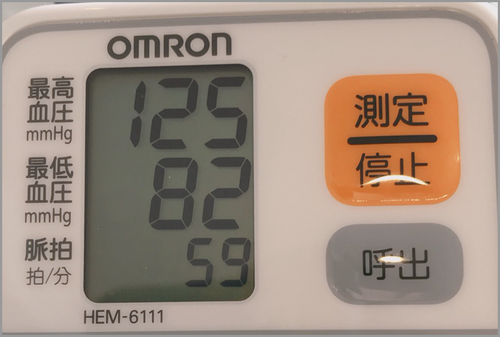 OMRON
最高
血圧
mmHg
125
最低
血圧
mmHg
82
脈拍
拍/分
59
HEM-6111
測定
停止
呼出